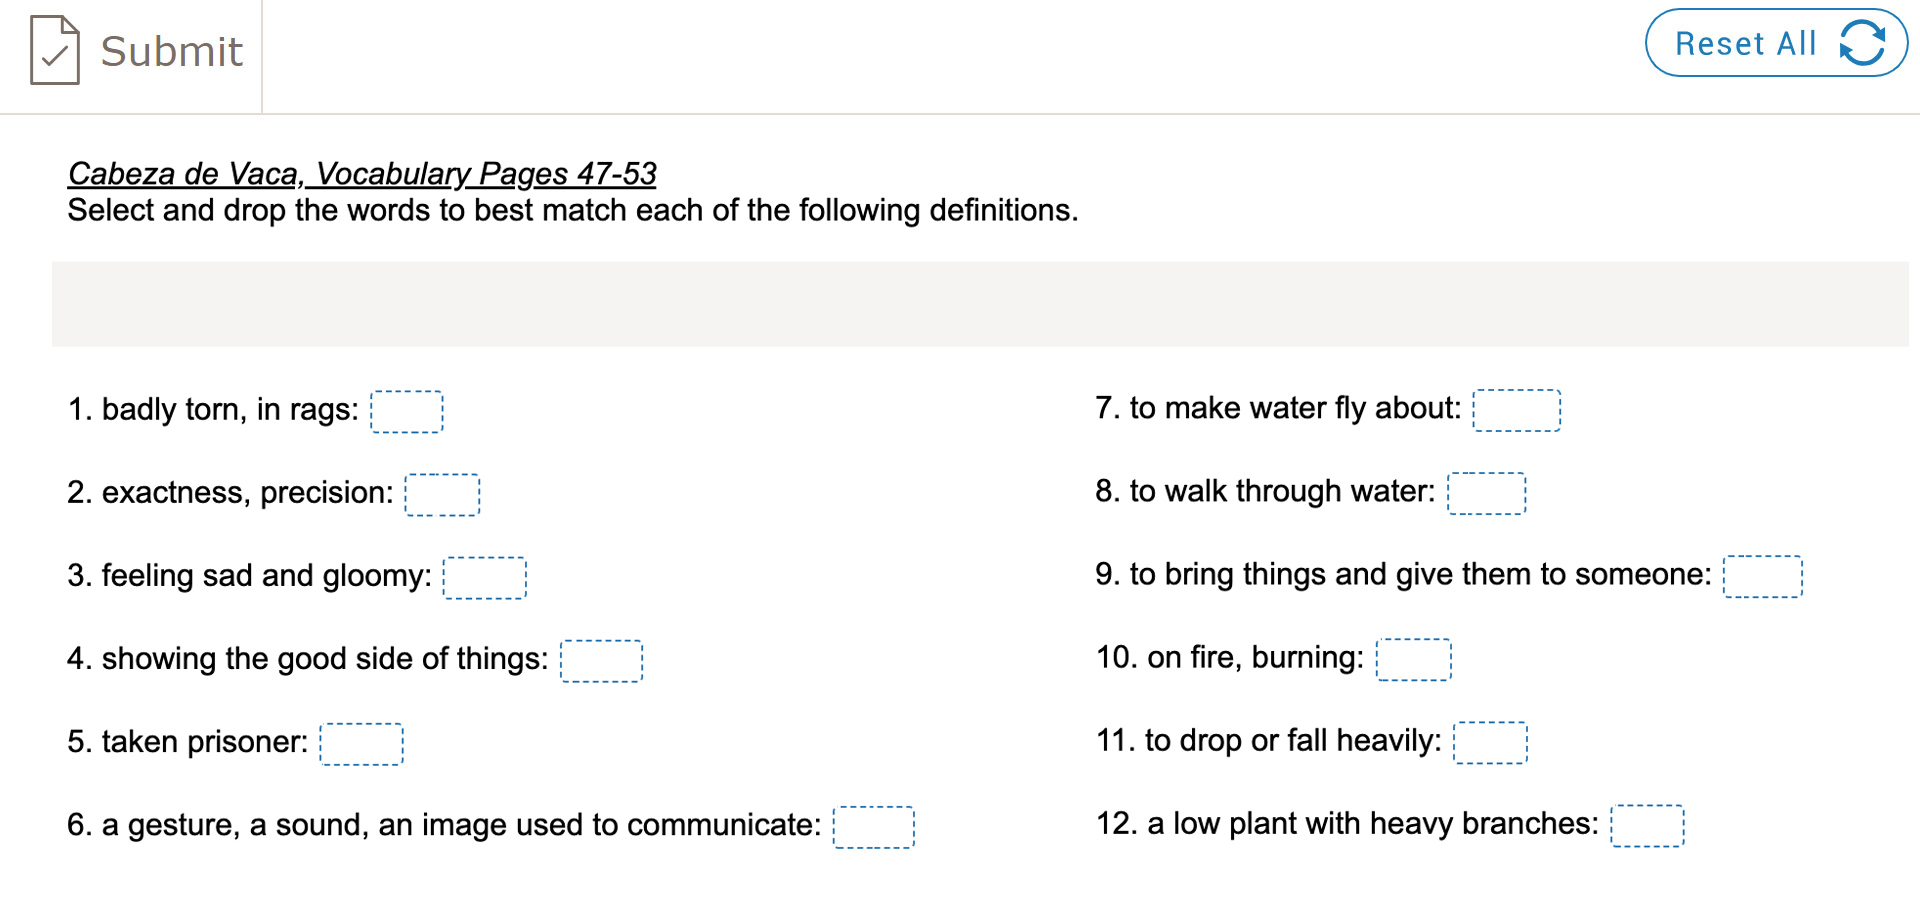 Submit
Reset All
Cabeza de Vaca, Vocabulary Pages 47-53
Select and drop the words to best match each of the following definitions.
1. badly torn, in rags:
2. exactness, precision:
3. feeling sad and gloomy:
4. showing the good side of things:
5. taken prisoner:
6. a gesture, a sound, an image used to communicate:
7. to make water fly about:
8. to walk through water:
9. to bring things and give them to someone:
10. on fire, burning:
11. to drop or fall heavily:
12. a low plant with heavy branches: